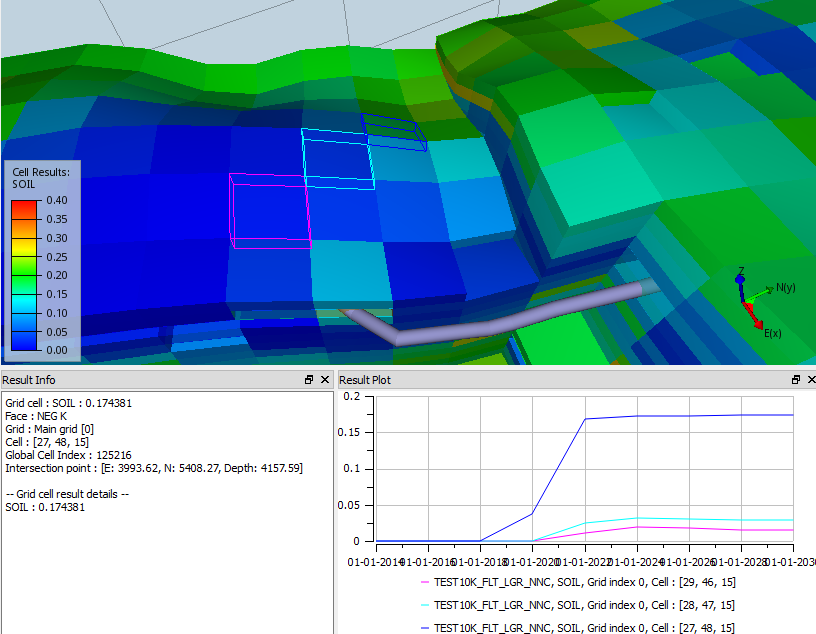 Cell Results:
SOIL
0.40
0.35
0.30
0.25
0.20
0.15
0.10
0.05
0.00
Z
N(y)
E(x)
Result Info
Grid cell : SOIL : 0.174381
Face : NEG K
Grid : Main grid [0]
Cell : [27, 48, 15]
Global Cell Index : 125216
Intersection point : [E: 3993.62, N: 5408.27, Depth: 4157.59]
-- Grid cell result details --
SOIL : 0.174381
Result Plot
0.2
0.15
0.1
0.05
0
01-01-2014 01-01-2016 01-01-2018 01-01-2020 01-01-2022 01-01-2024 01-01-2026 01-01-2028 01-01-2030
TEST10K_FLT_LGR_NNC, SOIL, Grid index 0, Cell : [29, 46, 15]
TEST10K_FLT_LGR_NNC, SOIL, Grid index 0, Cell : [28, 47, 15]
TEST10K_FLT_LGR_NNC, SOIL, Grid index 0, Cell : [27, 48, 15]